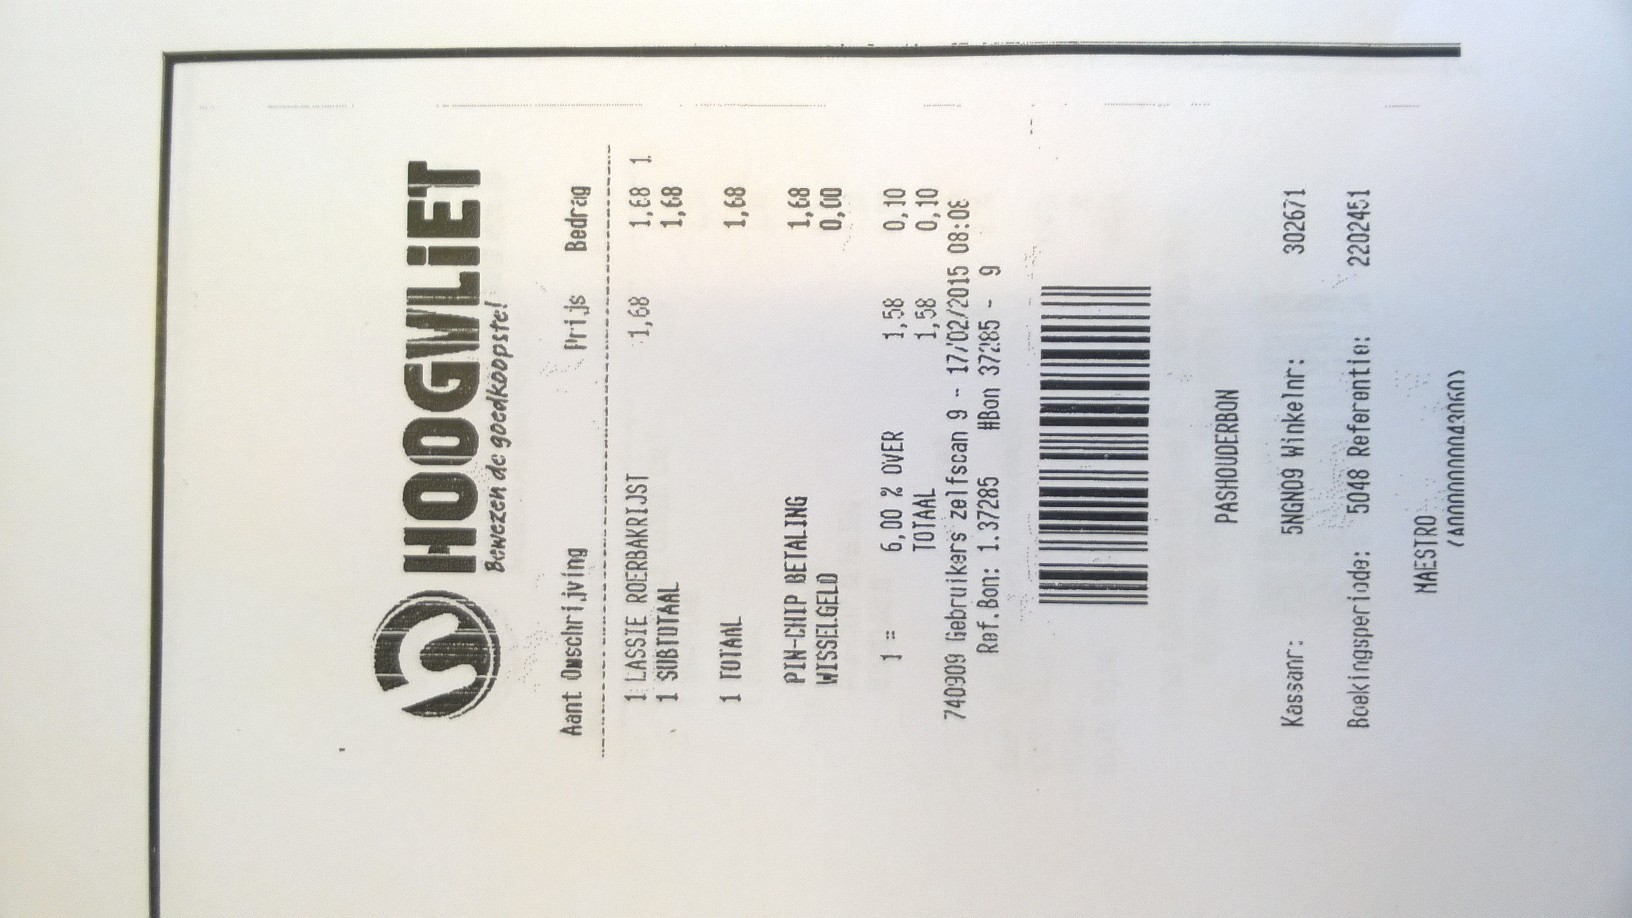 HOOGVLiET
Bewezen de goedkoopste!
Aant Omschrijving Prijs Bedrag
1 LASSIE ROERBAKRIJST 1,68 1,68 1
1 SUBTOTAAL 1,68
1 TOTAAL 1,68
PIN-CHIP BETALING 1,68
WISSELGELD 0,00
1 = 6,00 % OVER 1,58 0,10
TOTAAL 1,58 0,10
740909 Gebruikers zelfscan 9 - 17/02/2015 08:08
Ref.Bon: 1.37285 #Bon 37285 - 9
PASHOUDERBON
Kassanr: 5NGN09 Winkelnr: 302671
Boekingsperiode: 5048 Referentie: 2202451
MAESTRO